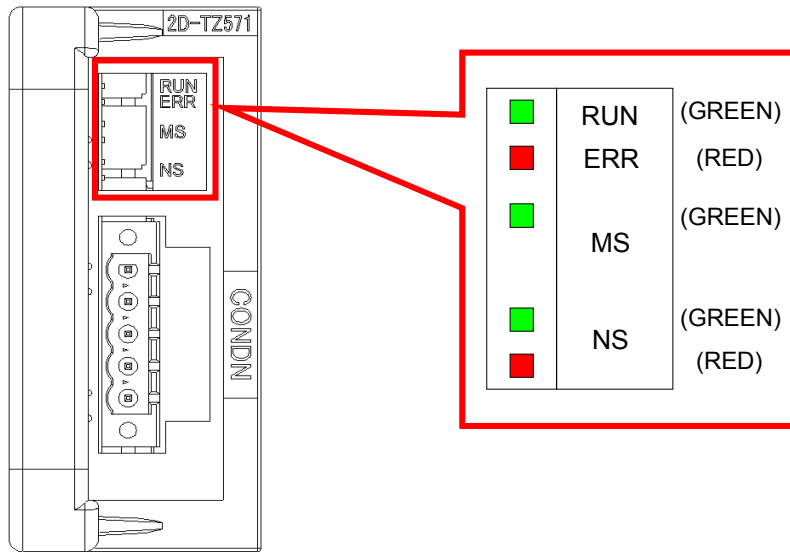 2D-TZ571
RUN
ERR
MS
NS
CONDN
RUN (GREEN)
ERR (RED)
(GREEN)
MS
(GREEN)
NS
(RED)